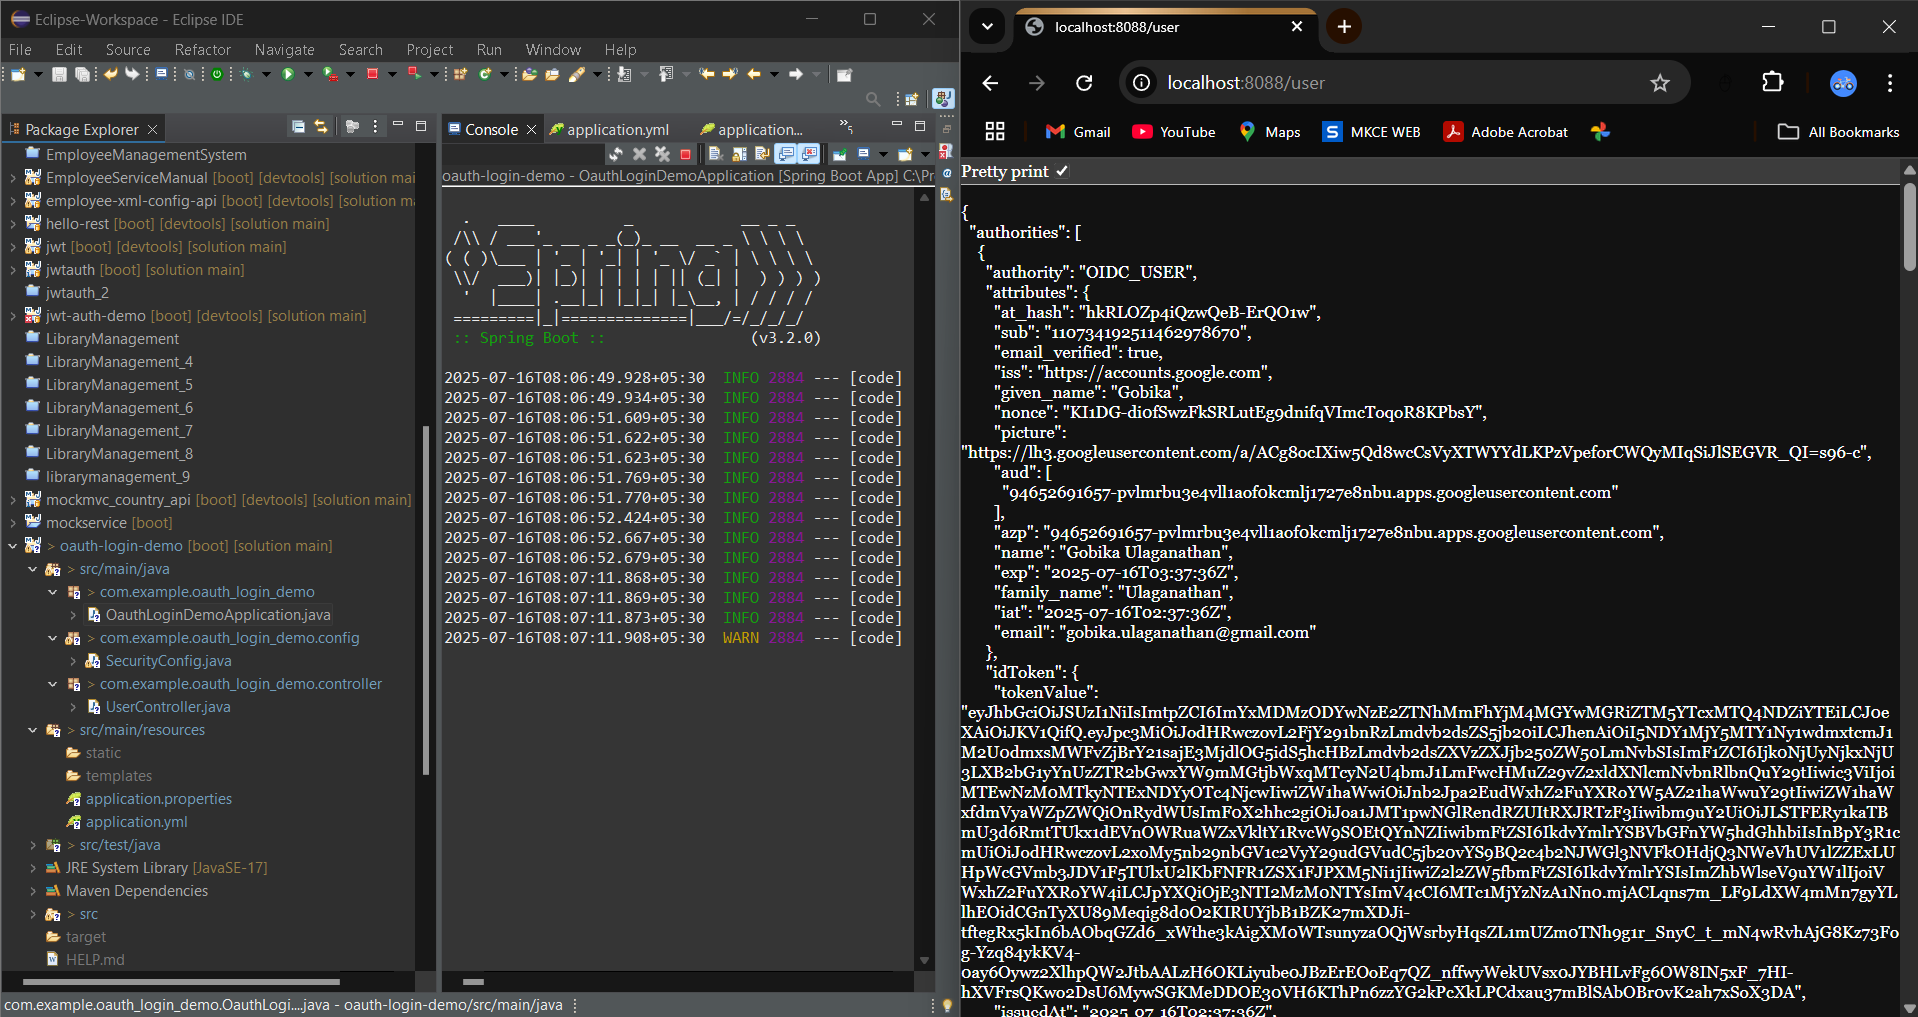 Eclipse-Workspace - Eclipse IDE
File Edit Source Refactor Navigate Search Project Run Window Help
Package Explorer
EmployeeManagementSystem
EmployeeServiceManual [boot] [devtools] [solution mai
employee-xml-config-api [boot] [devtools] [solution m
hello-rest [boot] [devtools] [solution main]
jwt [boot] [devtools] [solution main]
jwtauth [boot] [solution main]
jwtauth_2
jwt-auth-demo [boot] [devtools] [solution main]
LibraryManagement
LibraryManagement_4
LibraryManagement_5
LibraryManagement_6
LibraryManagement_7
LibraryManagement_8
librarymanagement_9
mockmvc_country_api [boot] [devtools] [solution main]
mockservice [boot]
> oauth-login-demo [boot] [solution main]
> src/main/java
> com.example.oauth_login_demo
OauthLoginDemoApplication.java
> com.example.oauth_login_demo.config
SecurityConfig.java
> com.example.oauth_login_demo.controller
UserController.java
> src/main/resources
static
templates
application.properties
application.yml
> src/test/java
JRE System Library [JavaSE-17]
Maven Dependencies
> src
target
HELP.md
com.example.oauth_login_demo.OauthLogi....java - oauth-login-demo/src/main/java
Console application.yml application... »5
oauth-login-demo - OauthLoginDemoApplication [Spring Boot App] C:\Pr
:: Spring Boot :: (v3.2.0)
2025-07-16T08:06:49.928+05:30 INFO 2884 --- [code]
2025-07-16T08:06:49.934+05:30 INFO 2884 --- [code]
2025-07-16T08:06:51.609+05:30 INFO 2884 --- [code]
2025-07-16T08:06:51.622+05:30 INFO 2884 --- [code]
2025-07-16T08:06:51.623+05:30 INFO 2884 --- [code]
2025-07-16T08:06:51.769+05:30 INFO 2884 --- [code]
2025-07-16T08:06:51.770+05:30 INFO 2884 --- [code]
2025-07-16T08:06:52.424+05:30 INFO 2884 --- [code]
2025-07-16T08:06:52.667+05:30 INFO 2884 --- [code]
2025-07-16T08:06:52.679+05:30 INFO 2884 --- [code]
2025-07-16T08:07:11.868+05:30 INFO 2884 --- [code]
2025-07-16T08:07:11.869+05:30 INFO 2884 --- [code]
2025-07-16T08:07:11.873+05:30 INFO 2884 --- [code]
2025-07-16T08:07:11.908+05:30 WARN 2884 --- [code]
localhost:8088/user
localhost:8088/user
Gmail YouTube Maps MKCE WEB Adobe Acrobat All Bookmarks
Pretty print
{
"authorities": [
{
"authority": "OIDC_USER",
"attributes": {
"at_hash": "hkRLOZp4iQzwQeB-ErQO1w",
"sub": "110734192511462978670",
"email_verified": true,
"iss": "https://accounts.google.com",
"given_name": "Gobika",
"nonce": "KI1DG-di0fSwzFkSRLutEg9dnifqVImcToqoR8KPbsY",
"picture":
"https://lh3.googleusercontent.com/a/ACg8ocIXiw5Qd8wcCsVyXTWYYdLKPzVpeforCWQyMIqSiJlSEGVR_QI=s96-c",
"aud": [
"94652691657-pvlmrbu3e4vll1aofokcmlj1727e8nbu.apps.googleusercontent.com"
],
"azp": "94652691657-pvlmrbu3e4vll1aofokcmlj1727e8nbu.apps.googleusercontent.com",
"name": "Gobika Ulaganathan",
"exp": "2025-07-16T03:37:36Z",
"family_name": "Ulaganathan",
"iat": "2025-07-16T02:37:36Z",
"email": "gobika.ulaganathan@gmail.com"
},
"idToken": {
"tokenValue":
"issuedAt": "2025-07-16T02:37:36Z",